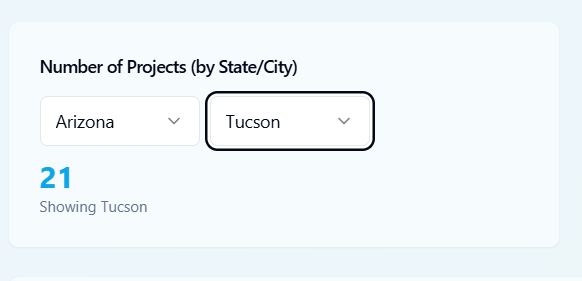 Number of Projects (by State/City)
Arizona
Tucson
21
Showing Tucson